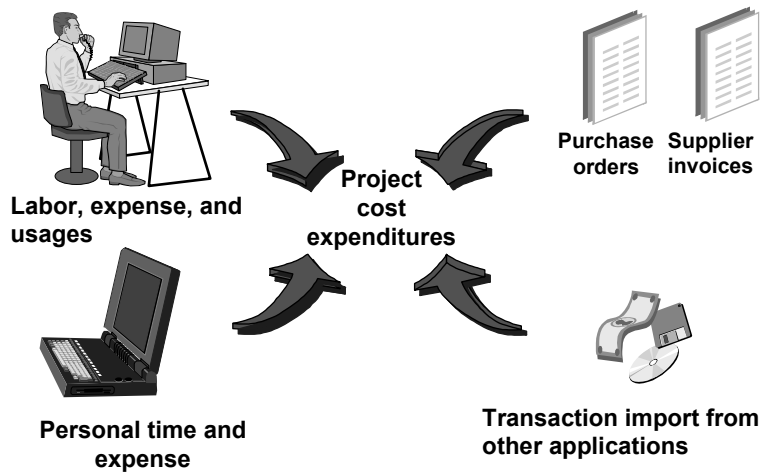 Purchase orders
Supplier invoices
Project
cost
expenditures
Labor, expense, and
usages
Personal time and
expense
Transaction import from
other applications